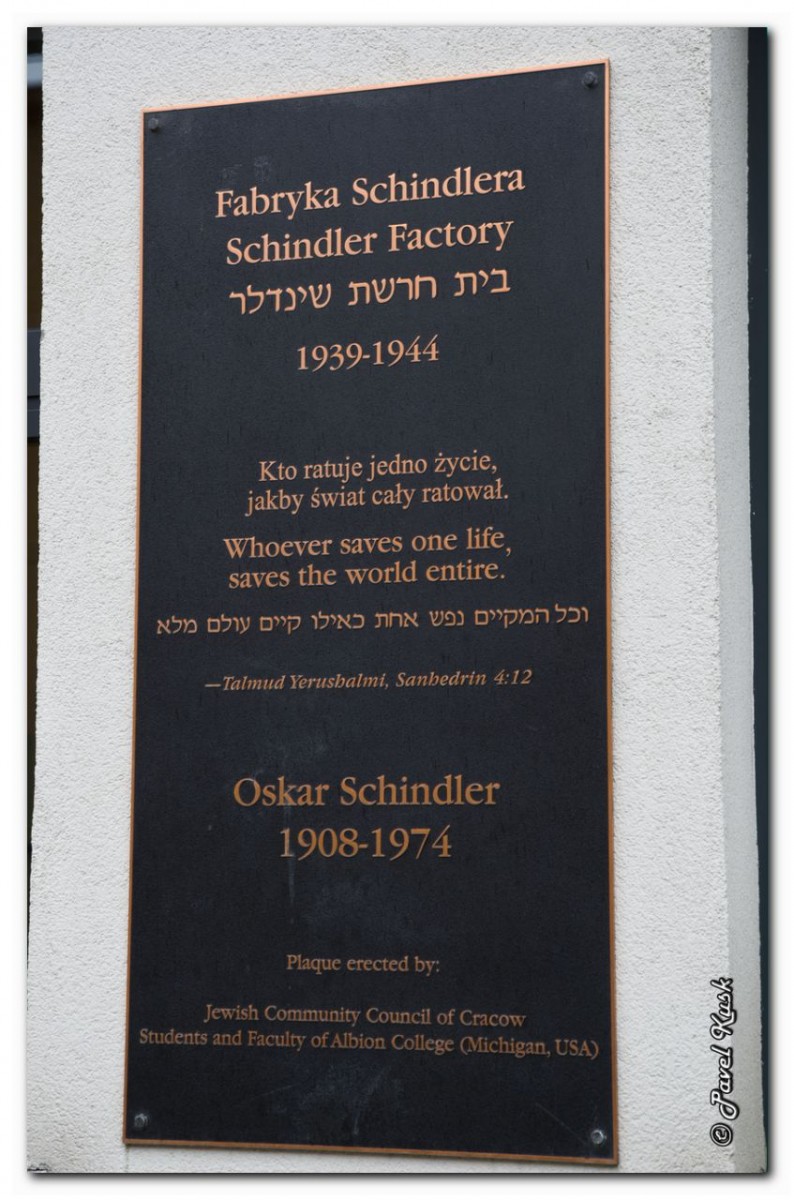 Fabryka Schindlera
Schindler Factory
בית חרשת שינדלר
1939-1944
Kto ratuje jedno życie,
jakby świat cały ratował.
Whoever saves one life,
saves the world entire.
וכל המקיים נפש אחת כאילו קיים עולם מלא
—Talmud Yerushalmi, Sanhedrin 4:12
Oskar Schindler
1908-1974
Plaque erected by:
Jewish Community Council of Cracow
Students and Faculty of Albion College (Michigan, USA)
© Pavel Kusk